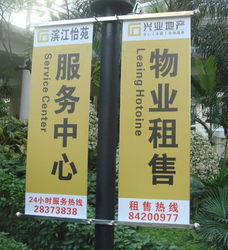 滨江怡苑
服务中心
Service Center
24小时服务热线
28373838
兴业地产
物业租售
Leaing Hotoine
租售热线
84200977